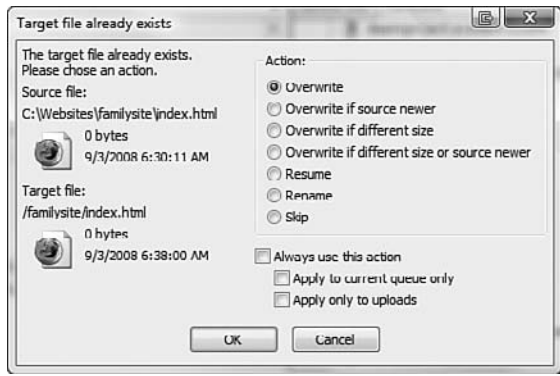 Target file already exists
The target file already exists.
Please chose an action.
Source file:
C:\Websites\familysite\index.html
0 bytes
9/3/2008 6:30:11 AM
Target file:
/familysite/index.html
0 bytes
9/3/2008 6:38:00 AM
Action:
Overwrite
Overwrite if source newer
Overwrite if different size
Overwrite if different size or source newer
Resume
Rename
Skip
Always use this action
Apply to current queue only
Apply only to uploads
OK
Cancel